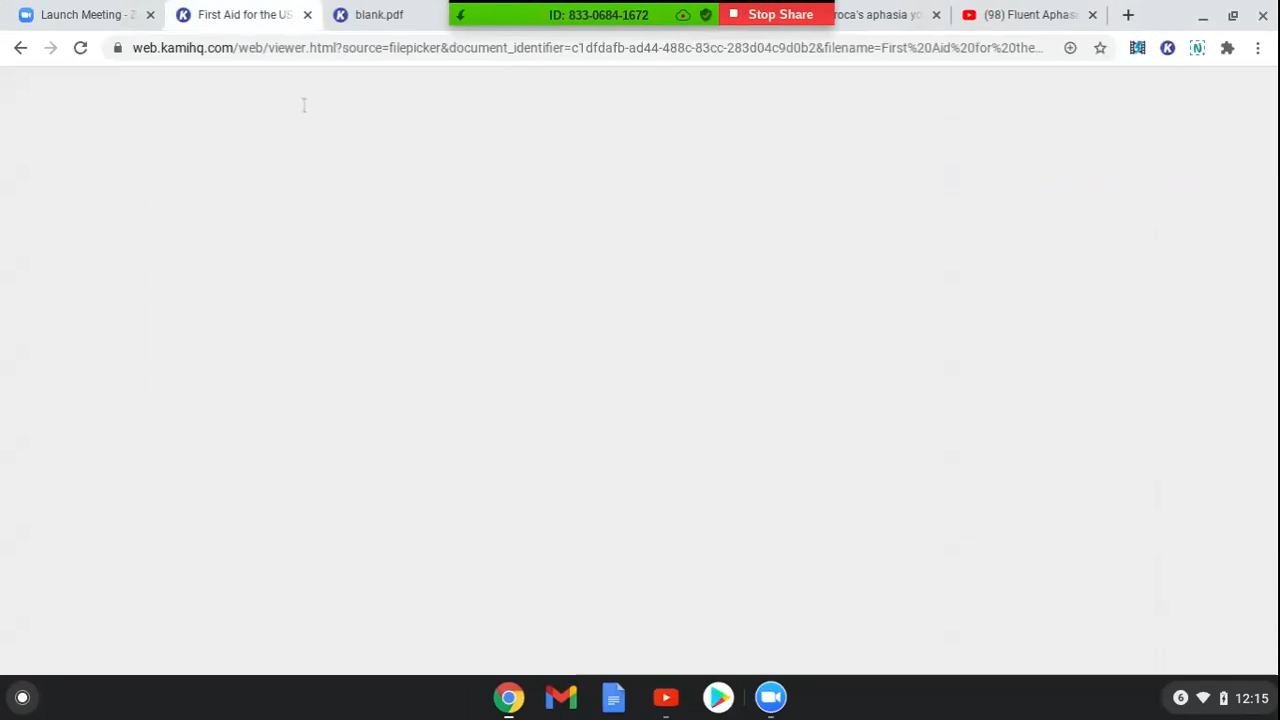 Launch Meeting - Z
First Aid for the US
blank.pdf
ID: 833-0684-1672
Stop Share
roca's aphasia yo
(98) Fluent Aphas
web.kamihq.com/web/viewer.html?source=filepicker&document_identifier=c1dfdafb-ad44-488c-83cc-283d04c9d0b2&filename=First%20Aid%20for%20the...
6
12:15